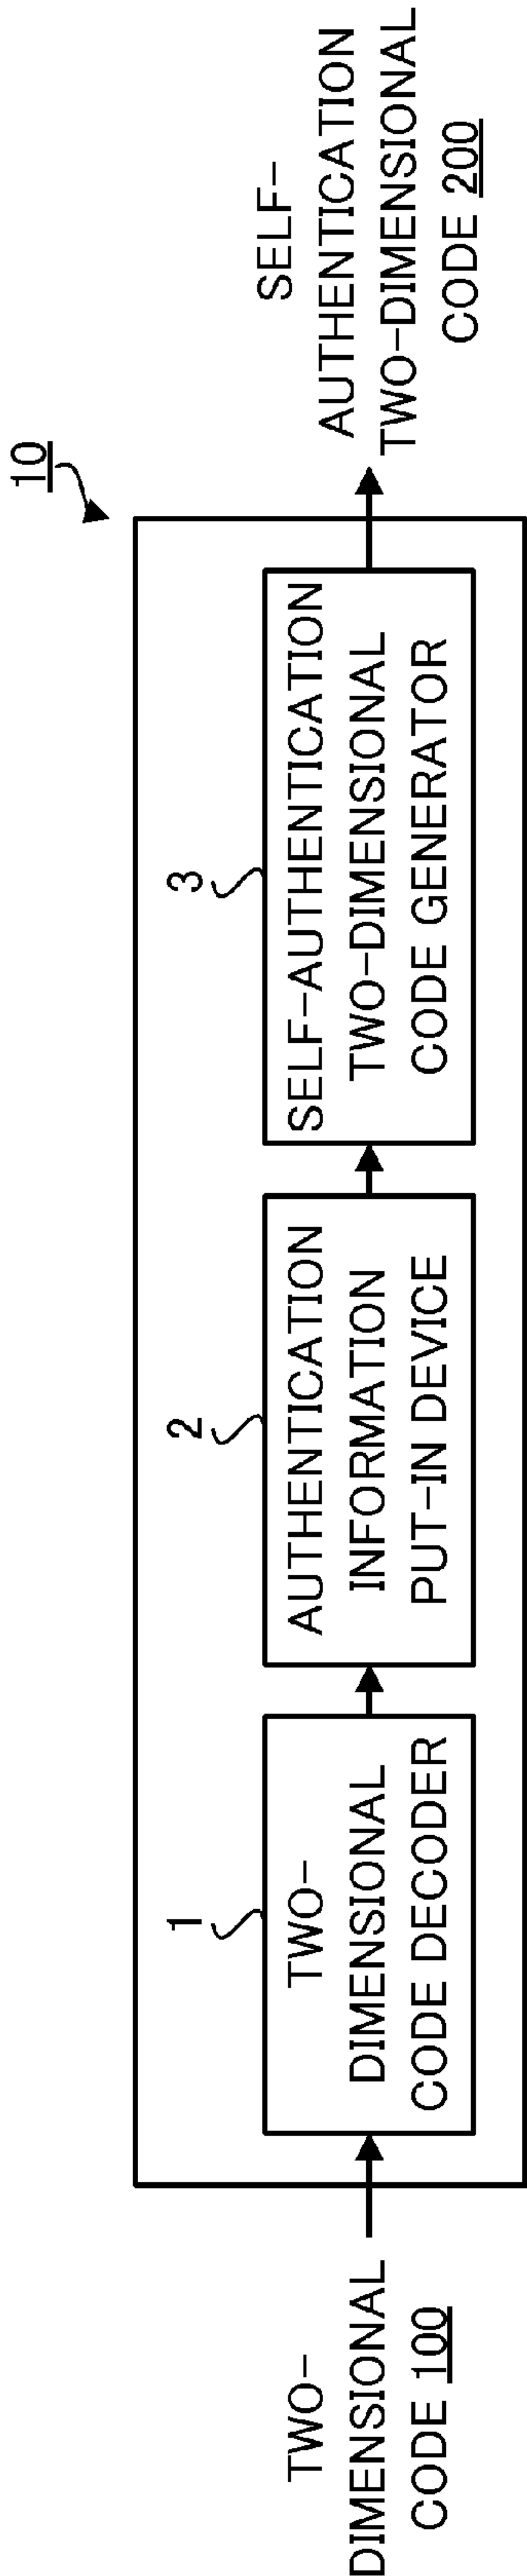 10
TWO-
DIMENSIONAL
CODE 100
1
TWO-
DIMENSIONAL
CODE DECODER
2
AUTHENTICATION
INFORMATION
PUT-IN DEVICE
3
SELF-AUTHENTICATION
TWO-DIMENSIONAL
CODE GENERATOR
SELF-
AUTHENTICATION
TWO-DIMENSIONAL
CODE 200